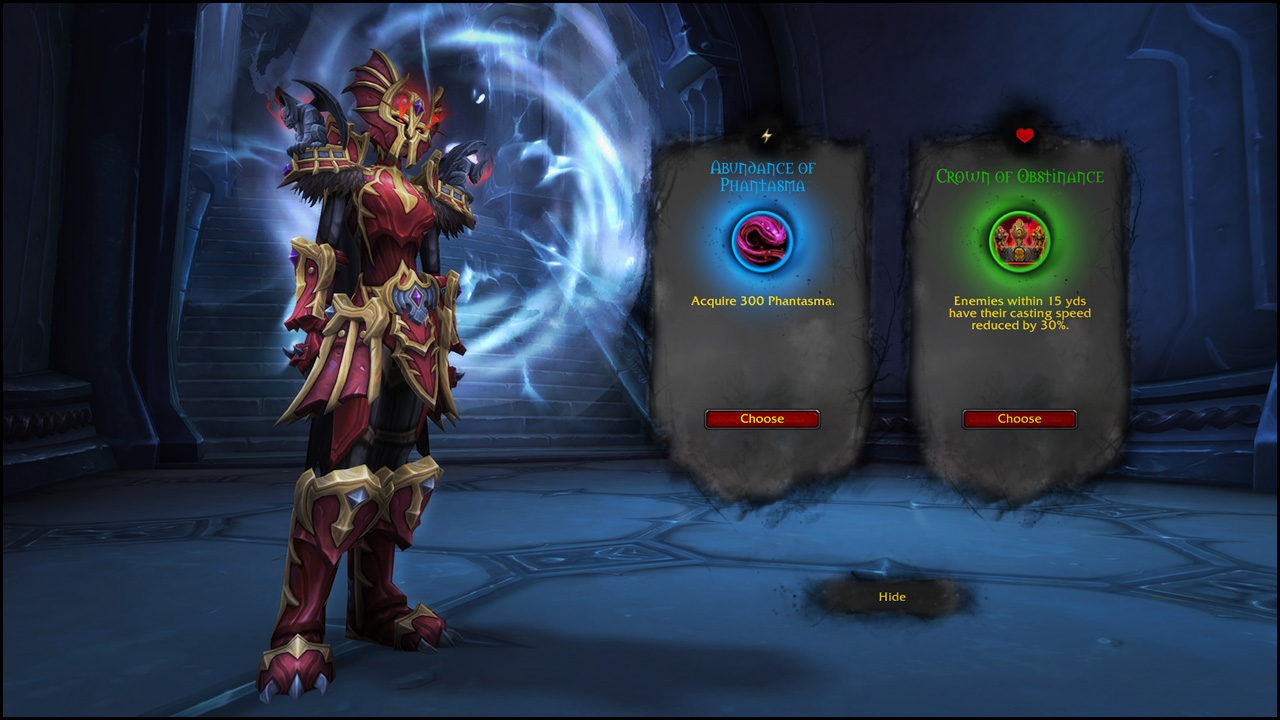 Abundance of
Phantasma
Acquire 300 Phantasma.
Choose
Crown of Obstinance
Enemies within 15 yds
have their casting speed
reduced by 30%.
Choose
Hide